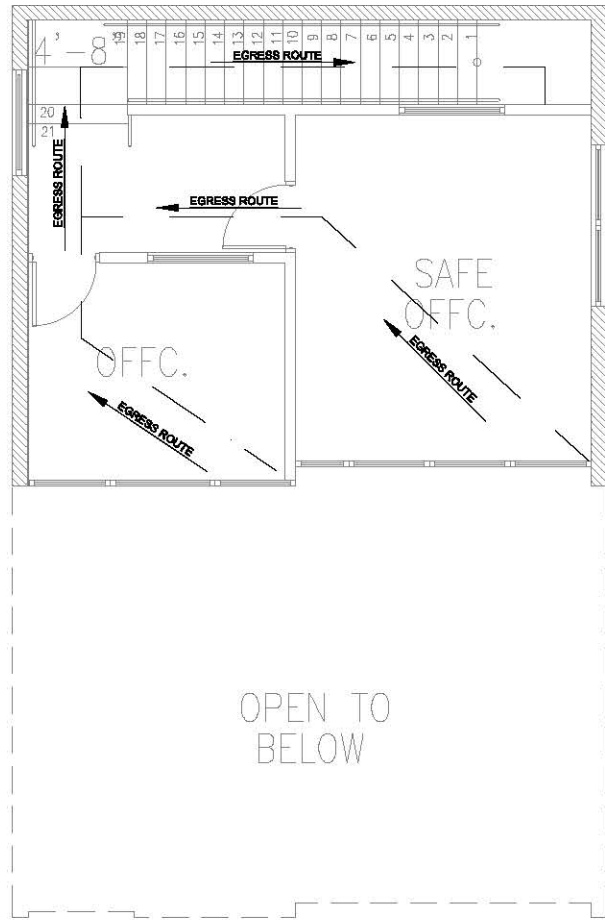 4'-8"
19 18 17 16 15 14 13 12 11 10 9 8 7 6 5 4 3 2 1
EGRESS ROUTE
20
21
EGRESS ROUTE
EGRESS ROUTE
SAFE
OFFC.
EGRESS ROUTE
OFFC.
EGRESS ROUTE
OPEN TO
BELOW